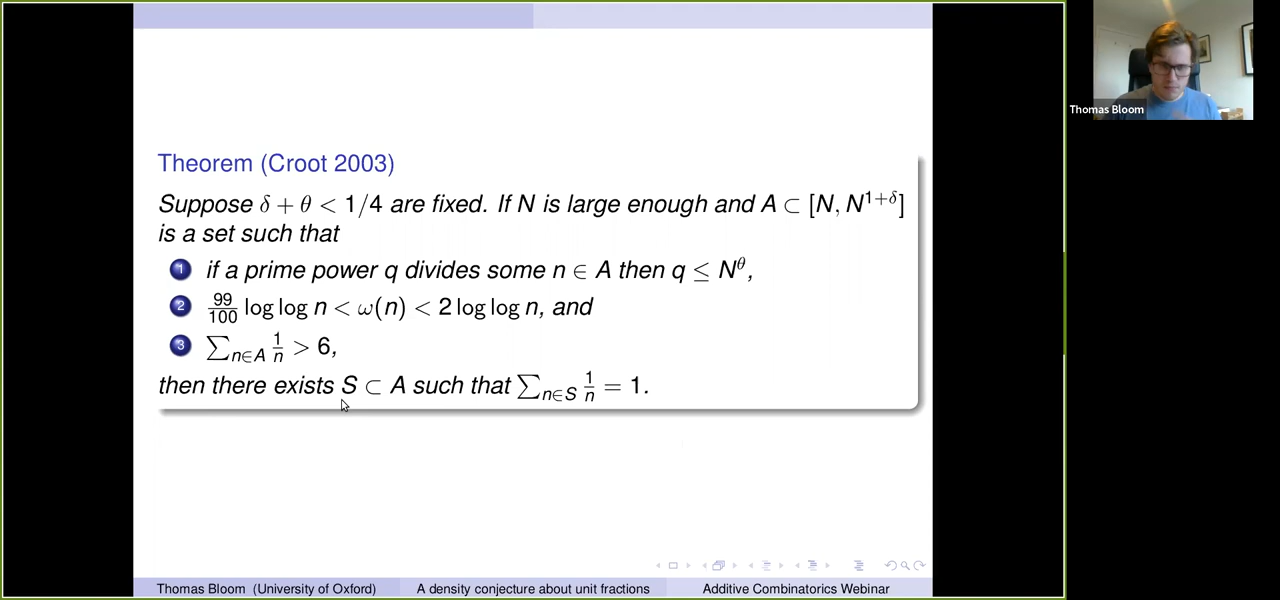 Theorem (Croot 2003)
Suppose δ + θ < 1/4 are fixed. If N is large enough and A ⊂ [N, N^{1+δ}]
is a set such that
1 if a prime power q divides some n ∈ A then q ≤ N^θ,
2 99/100 log log n < ω(n) < 2 log log n, and
3 ∑_{n∈A} 1/n > 6,
then there exists S ⊂ A such that ∑_{n∈S} 1/n = 1.
Thomas Bloom (University of Oxford) A density conjecture about unit fractions Additive Combinatorics Webinar
Thomas Bloom